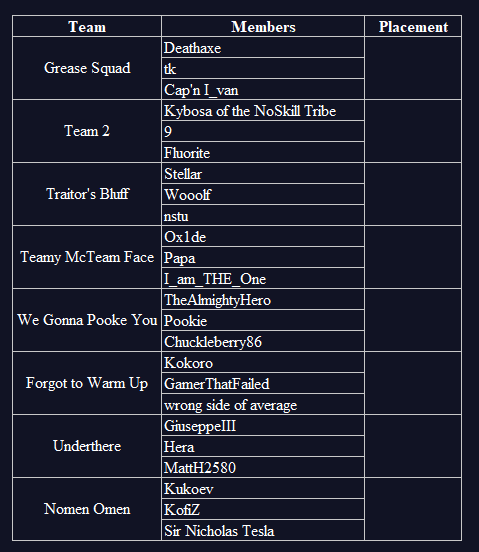 Team Members Placement
Grease Squad
Deathaxe
tk
Cap'n I_van
Team 2
Kybosa of the NoSkill Tribe
9
Fluorite
Traitor's Bluff
Stellar
Wooolf
nstu
Teamy McTeam Face
Ox1de
Papa
I_am_THE_One
We Gonna Pooke You
TheAlmightyHero
Pookie
Chuckleberry86
Forgot to Warm Up
Kokoro
GamerThatFailed
wrong side of average
Underthere
GiuseppeIII
Hera
MattH2580
Nomen Omen
Kukoev
KofiZ
Sir Nicholas Tesla